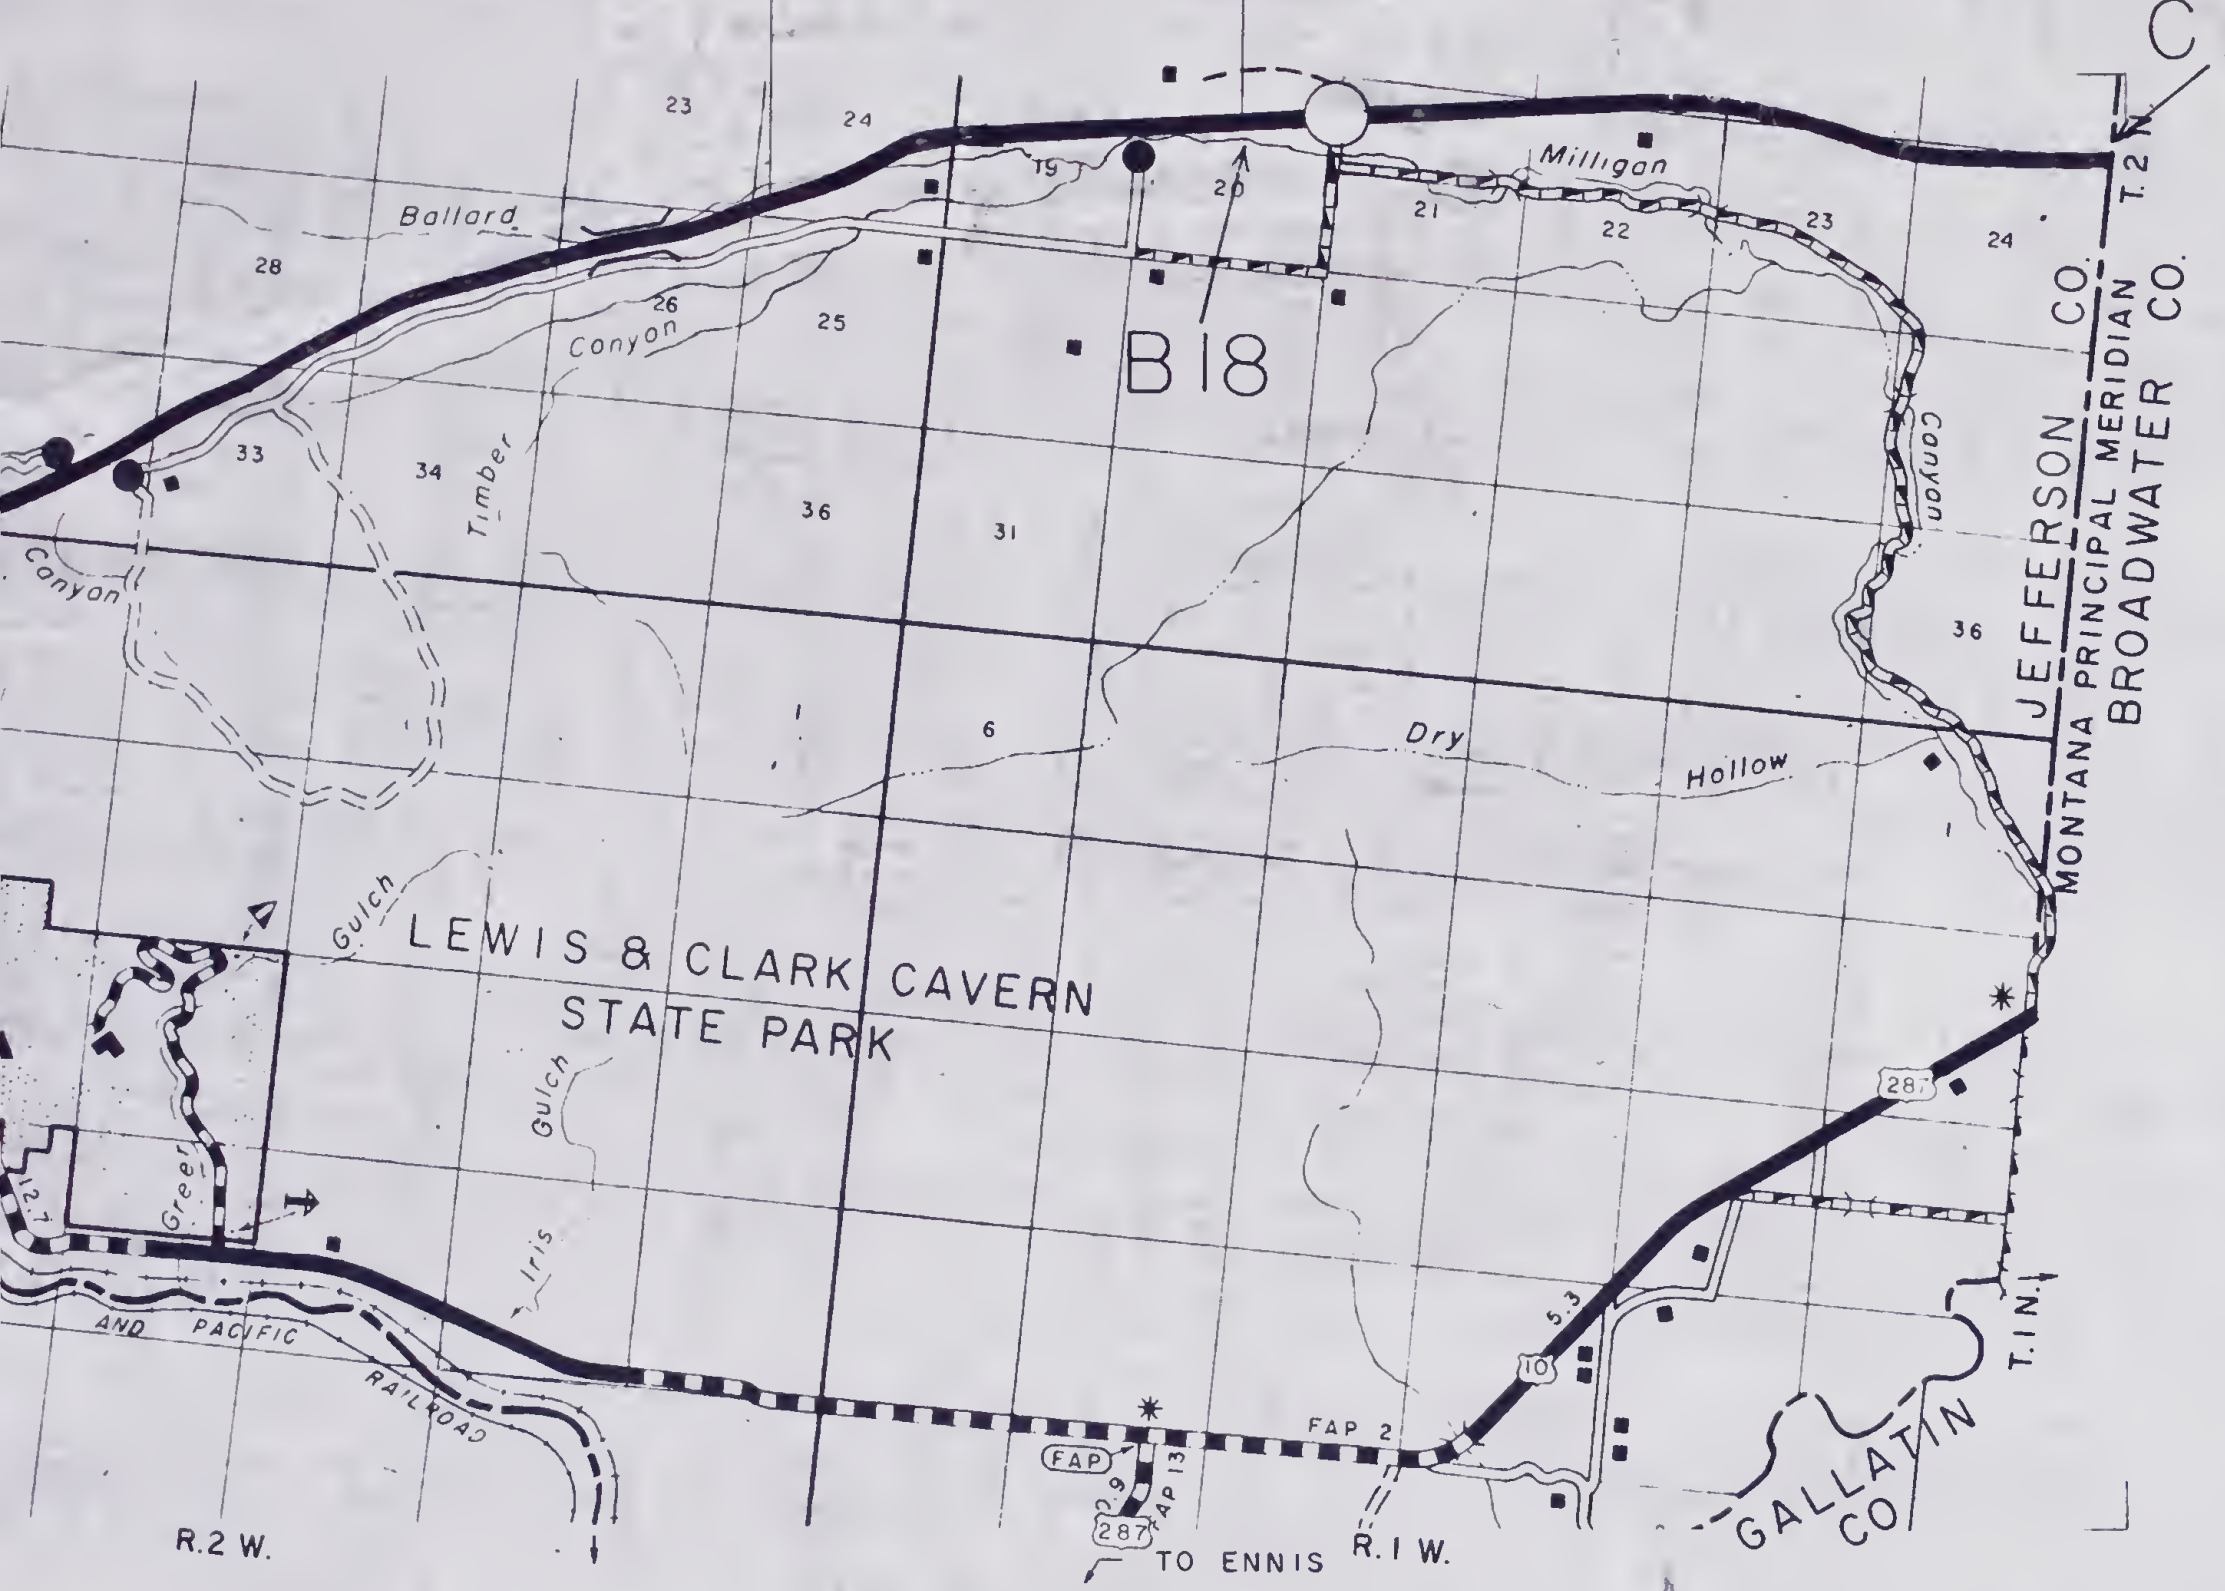 C
23
24
T. 2 N.
Milligan
19
20
21
22
23
24
Ballard
28
26
25
Canyon
B18
Canyon
33
34
Timber
36
31
36
Canyon
JEFFERSON CO.
MONTANA PRINCIPAL MERIDIAN
BROADWATER CO.
1
6
Dry
Hollow
1
Gulch
LEWIS & CLARK CAVERN
STATE PARK
Gulch
Greer
Iris
287
12.7
5.3
10
T. 1 N.
AND PACIFIC
RAILROAD
FAP 2
FAP
2.9
FAP 13
287
GALLATIN
CO
R. 2 W.
TO ENNIS
R. 1 W.